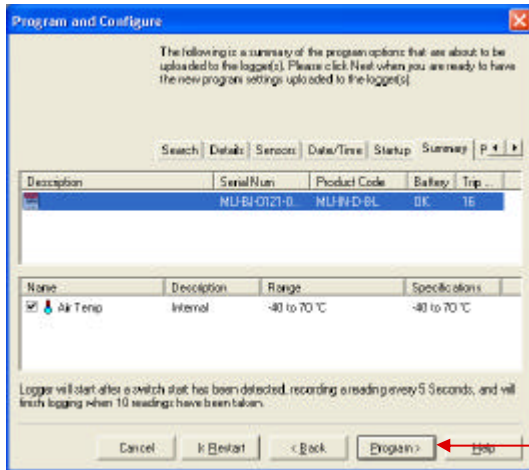 Program and Configure
The following is a summary of the program options that are about to be
uploaded to the logger(s). Please click Next when you are ready to have
the new program settings uploaded to the logger(s).
Search Details Sensors Date/Time Startup Summary P
Description Serial Num Product Code Battery Trip ...
OK 16
Name Description Range Specifications
Air Temp Internal -40 to 70 °C -40 to 70 °C
Logger will start after a switch start has been detected, recording a reading every 5 Seconds, and will
finish logging when 10 readings have been taken.
Cancel Restart < Back Program > Help